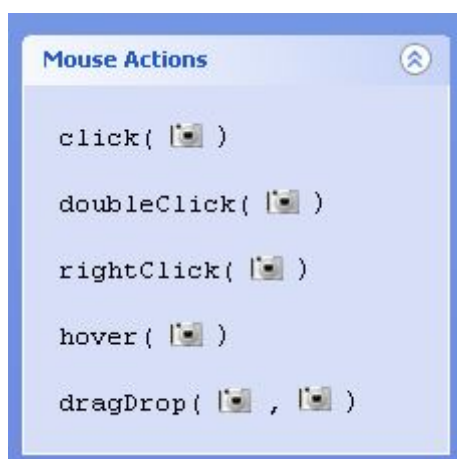 Mouse Actions
click( )
doubleClick( )
rightClick( )
hover( )
dragDrop( , )